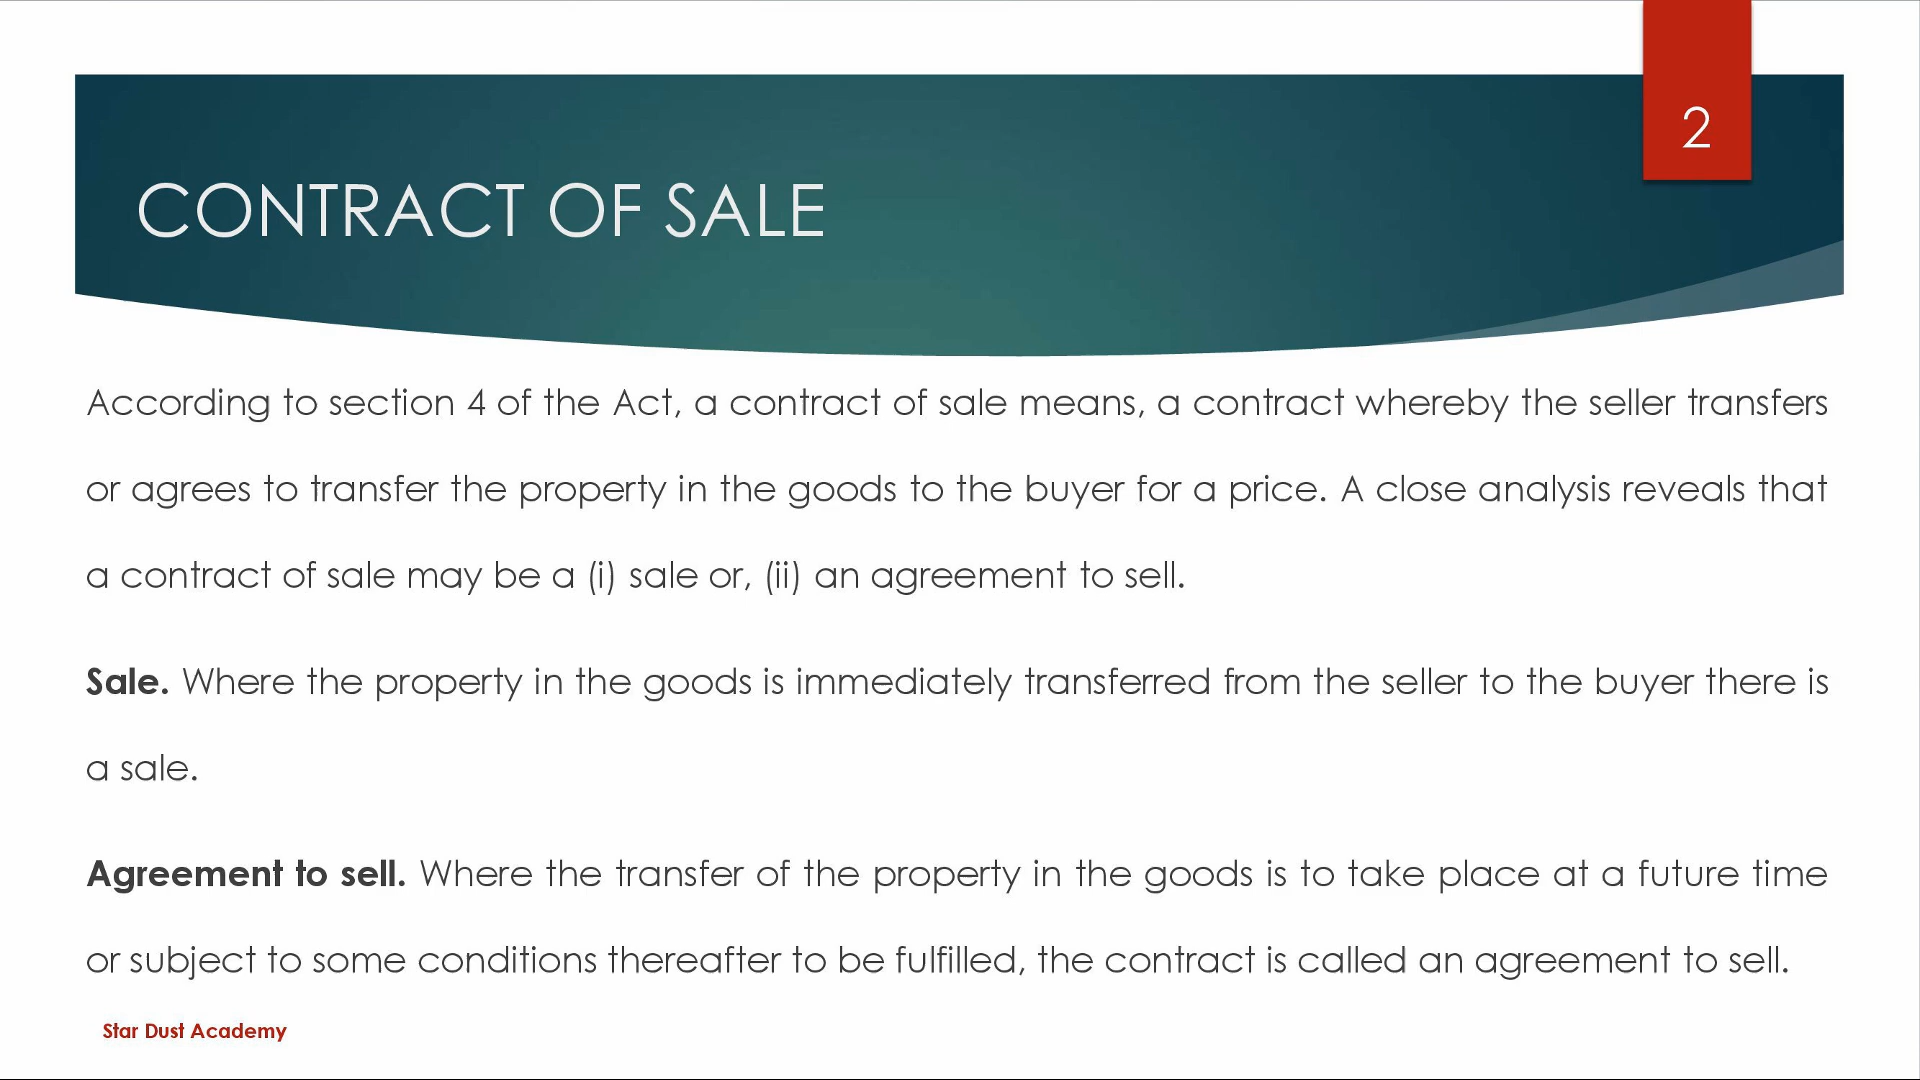 2
CONTRACT OF SALE
According to section 4 of the Act, a contract of sale means, a contract whereby the seller transfers
or agrees to transfer the property in the goods to the buyer for a price. A close analysis reveals that
a contract of sale may be a (i) sale or, (ii) an agreement to sell.
Sale. Where the property in the goods is immediately transferred from the seller to the buyer there is
a sale.
Agreement to sell. Where the transfer of the property in the goods is to take place at a future time
or subject to some conditions thereafter to be fulfilled, the contract is called an agreement to sell.
Star Dust Academy